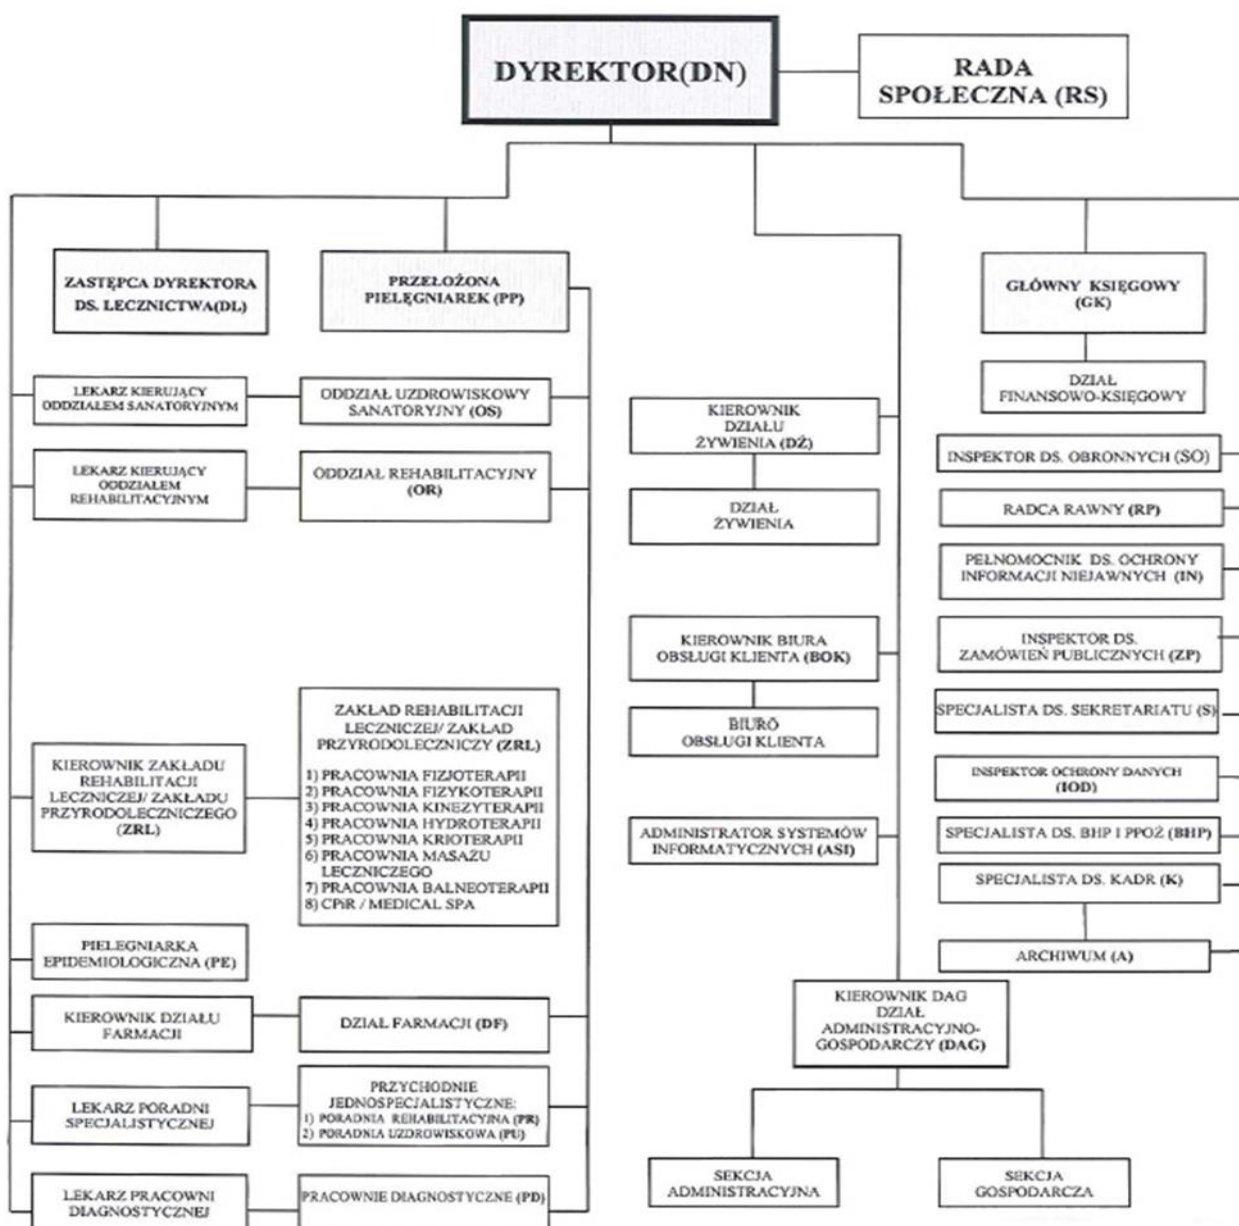 DYREKTOR(DN)
RADA
SPOŁECZNA (RS)
ZASTĘPCA DYREKTORA
DS. LECZNICTWA(DL)
PRZEŁOŻONA
PIELĘGNIAREK (PP)
GŁÓWNY KSIĘGOWY
(GK)
LEKARZ KIERUJĄCY
ODDZIAŁEM SANATORYJNYM
ODDZIAŁ UZDROWISKOWY
SANATORYJNY (OS)
LEKARZ KIERUJĄCY
ODDZIAŁEM
REHABILITACYJNYM
ODDZIAŁ REHABILITACYJNY
(OR)
KIEROWNIK ZAKŁADU
REHABILITACJI
LECZNICZEJ/ ZAKŁADU
PRZYRODOLECZNICZEGO
(ZRL)
ZAKŁAD REHABILITACJI
LECZNICZEJ/ ZAKŁAD
PRZYRODOLECZNICZY (ZRL)
1) PRACOWNIA FIZJOTERAPII
2) PRACOWNIA FIZYKOTERAPII
3) PRACOWNIA KINEZYTERAPII
4) PRACOWNIA HYDROTERAPII
5) PRACOWNIA KRIOTERAPII
6) PRACOWNIA MASAŻU
LECZNICZEGO
7) PRACOWNIA BALNEOTERAPII
8) CPiR / MEDICAL SPA
PIELEGNIARKA
EPIDEMIOLOGICZNA (PE)
KIEROWNIK DZIAŁU
FARMACJI
DZIAŁ FARMACJI (DF)
LEKARZ PORADNI
SPECJALISTYCZNEJ
PRZYCHODNIE
JEDNOSPECJALISTYCZNE:
1) PORADNIA REHABILITACYJNA (PR)
2) PORADNIA UZDROWISKOWA (PU)
LEKARZ PRACOWNI
DIAGNOSTYCZNEJ
PRACOWNIE DIAGNOSTYCZNE (PD)
KIEROWNIK
DZIAŁU
ŻYWIENIA (DŻ)
DZIAŁ
ŻYWIENIA
KIEROWNIK BIURA
OBSŁUGI KLIENTA (BOK)
BIURO
OBSŁUGI KLIENTA
ADMINISTRATOR SYSTEMÓW
INFORMATYCZNYCH (ASI)
KIEROWNIK DAG
DZIAŁ
ADMINISTRACYJNO-
GOSPODARCZY (DAG)
SEKCJA
ADMINISTRACYJNA
SEKCJA
GOSPODARCZA
DZIAŁ
FINANSOWO-KSIĘGOWY
INSPEKTOR DS. OBRONNYCH (SO)
RADCA RAWNY (RP)
PEŁNOMOCNIK DS. OCHRONY
INFORMACJI NIEJAWNYCH (IN)
INSPEKTOR DS.
ZAMÓWIEŃ PUBLICZNYCH (ZP)
SPECJALISTA DS. SEKRETARIATU (S)
INSPEKTOR OCHRONY DANYCH
(IOD)
SPECJALISTA DS. BHP I PPOŻ (BHP)
SPECJALISTA DS. KADR (K)
ARCHIWUM (A)